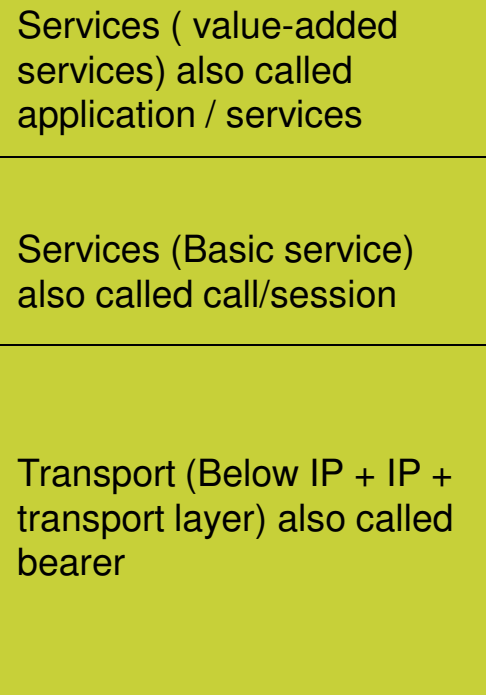 Services ( value-added
services) also called
application / services
Services (Basic service)
also called call/session
Transport (Below IP + IP +
transport layer) also called
bearer